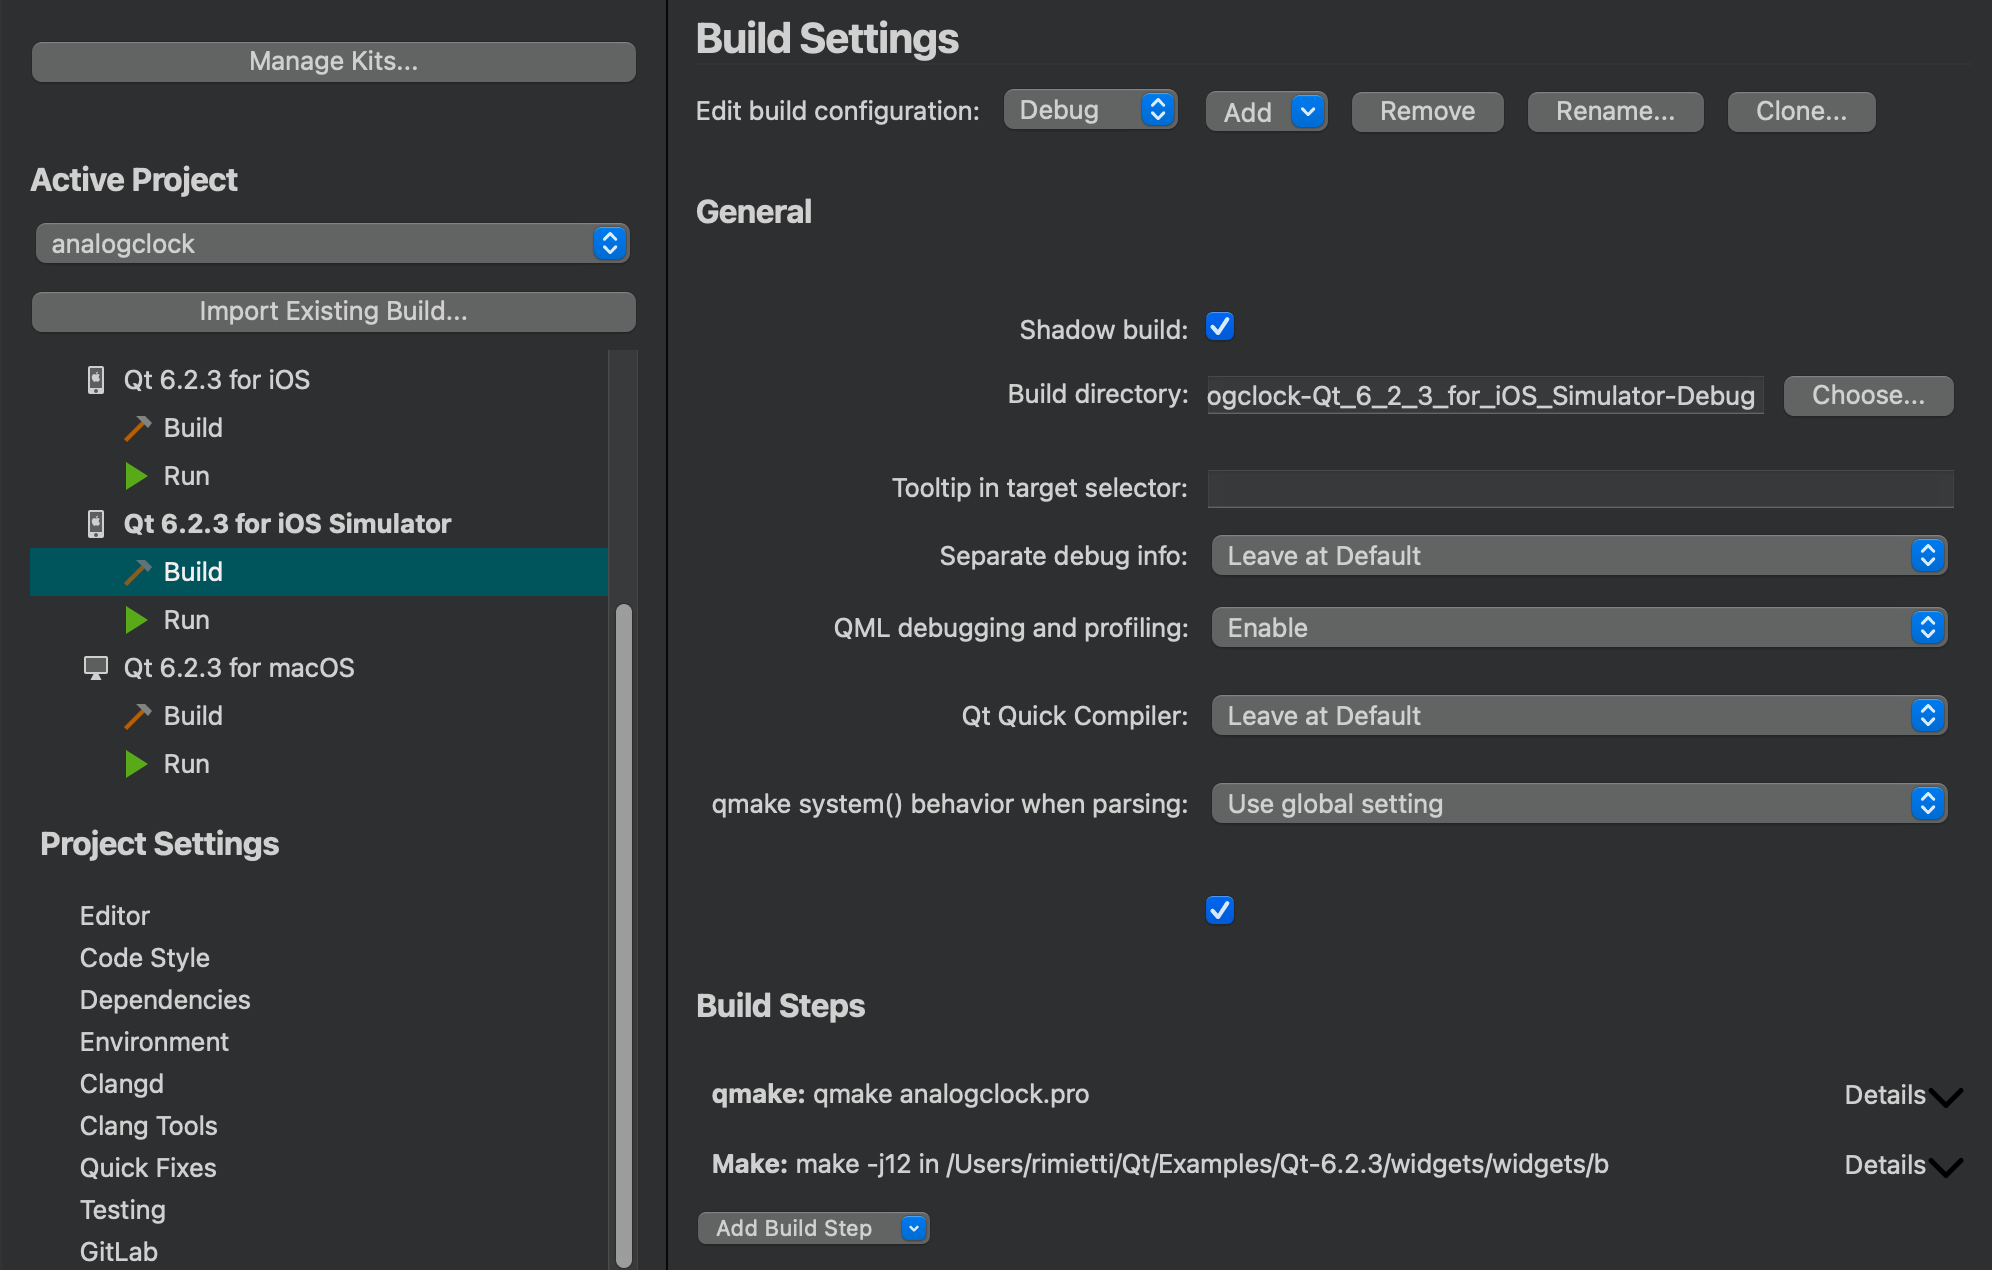 Manage Kits...
Active Project
analogclock
Import Existing Build...
Qt 6.2.3 for iOS
Build
Run
Qt 6.2.3 for iOS Simulator
Build
Run
Qt 6.2.3 for macOS
Build
Run
Project Settings
Editor
Code Style
Dependencies
Environment
Clangd
Clang Tools
Quick Fixes
Testing
GitLab
Build Settings
Edit build configuration: Debug Add Remove Rename... Clone...
General
Shadow build:
Build directory: ogclock-Qt_6_2_3_for_iOS_Simulator-Debug Choose...
Tooltip in target selector:
Separate debug info: Leave at Default
QML debugging and profiling: Enable
Qt Quick Compiler: Leave at Default
qmake system() behavior when parsing: Use global setting
Build Steps
qmake: qmake analogclock.pro Details
Make: make -j12 in /Users/rimietti/Qt/Examples/Qt-6.2.3/widgets/widgets/b Details
Add Build Step